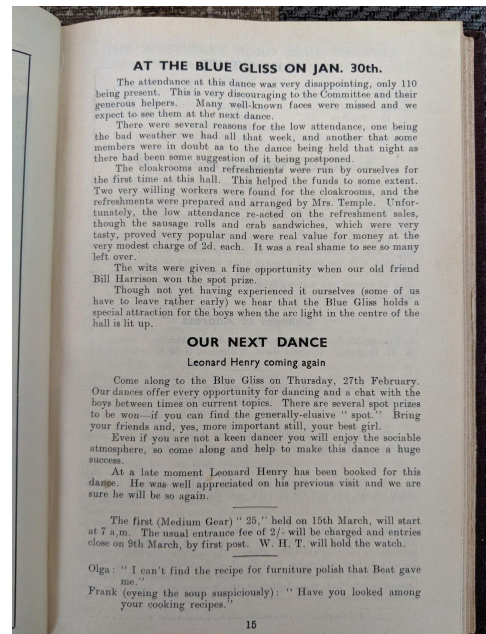 AT THE BLUE GLISS ON JAN. 30th.
The attendance at this dance was very disappointing, only 110
being present. This is very discouraging to the Committee and their
generous helpers. Many well-known faces were missed and we
expect to see them at the next dance.
There were several reasons for the low attendance, one being
the bad weather we had all that week, and another that some
members were in doubt as to the dance being held that night as
there had been some suggestion of it being postponed.
The cloakrooms and refreshments were run by ourselves for
the first time at this hall. This helped the funds to some extent.
Two very willing workers were found for the cloakrooms, and the
refreshments were prepared and arranged by Mrs. Temple. Unfor-
tunately, the low attendance re-acted on the refreshment sales,
though the sausage rolls and crab sandwiches, which were very
tasty, proved very popular and were real value for money at the
very modest charge of 2d. each. It was a real shame to see so many
left over.
The wits were given a fine opportunity when our old friend
Bill Harrison won the spot prize.
Though not yet having experienced it ourselves (some of us
have to leave rather early) we hear that the Blue Gliss holds a
special attraction for the boys when the arc light in the centre of the
hall is lit up.
OUR NEXT DANCE
Leonard Henry coming again
Come along to the Blue Gliss on Thursday, 27th February.
Our dances offer every opportunity for dancing and a chat with the
boys between times on current topics. There are several spot prizes
to be won—if you can find the generally-elusive " spot." Bring
your friends and, yes, more important still, your best girl.
Even if you are not a keen dancer you will enjoy the sociable
atmosphere, so come along and help to make this dance a huge
success.
At a late moment Leonard Henry has been booked for this
dance. He was well appreciated on his previous visit and we are
sure he will be so again.
The first (Medium Gear) " 25," held on 15th March, will start
at 7 a.m. The usual entrance fee of 2/- will be charged and entries
close on 9th March, by first post. W. H. T. will hold the watch.
Olga : " I can't find the recipe for furniture polish that Beat gave
me."
Frank (eyeing the soup suspiciously) : " Have you looked among
your cooking recipes."
15